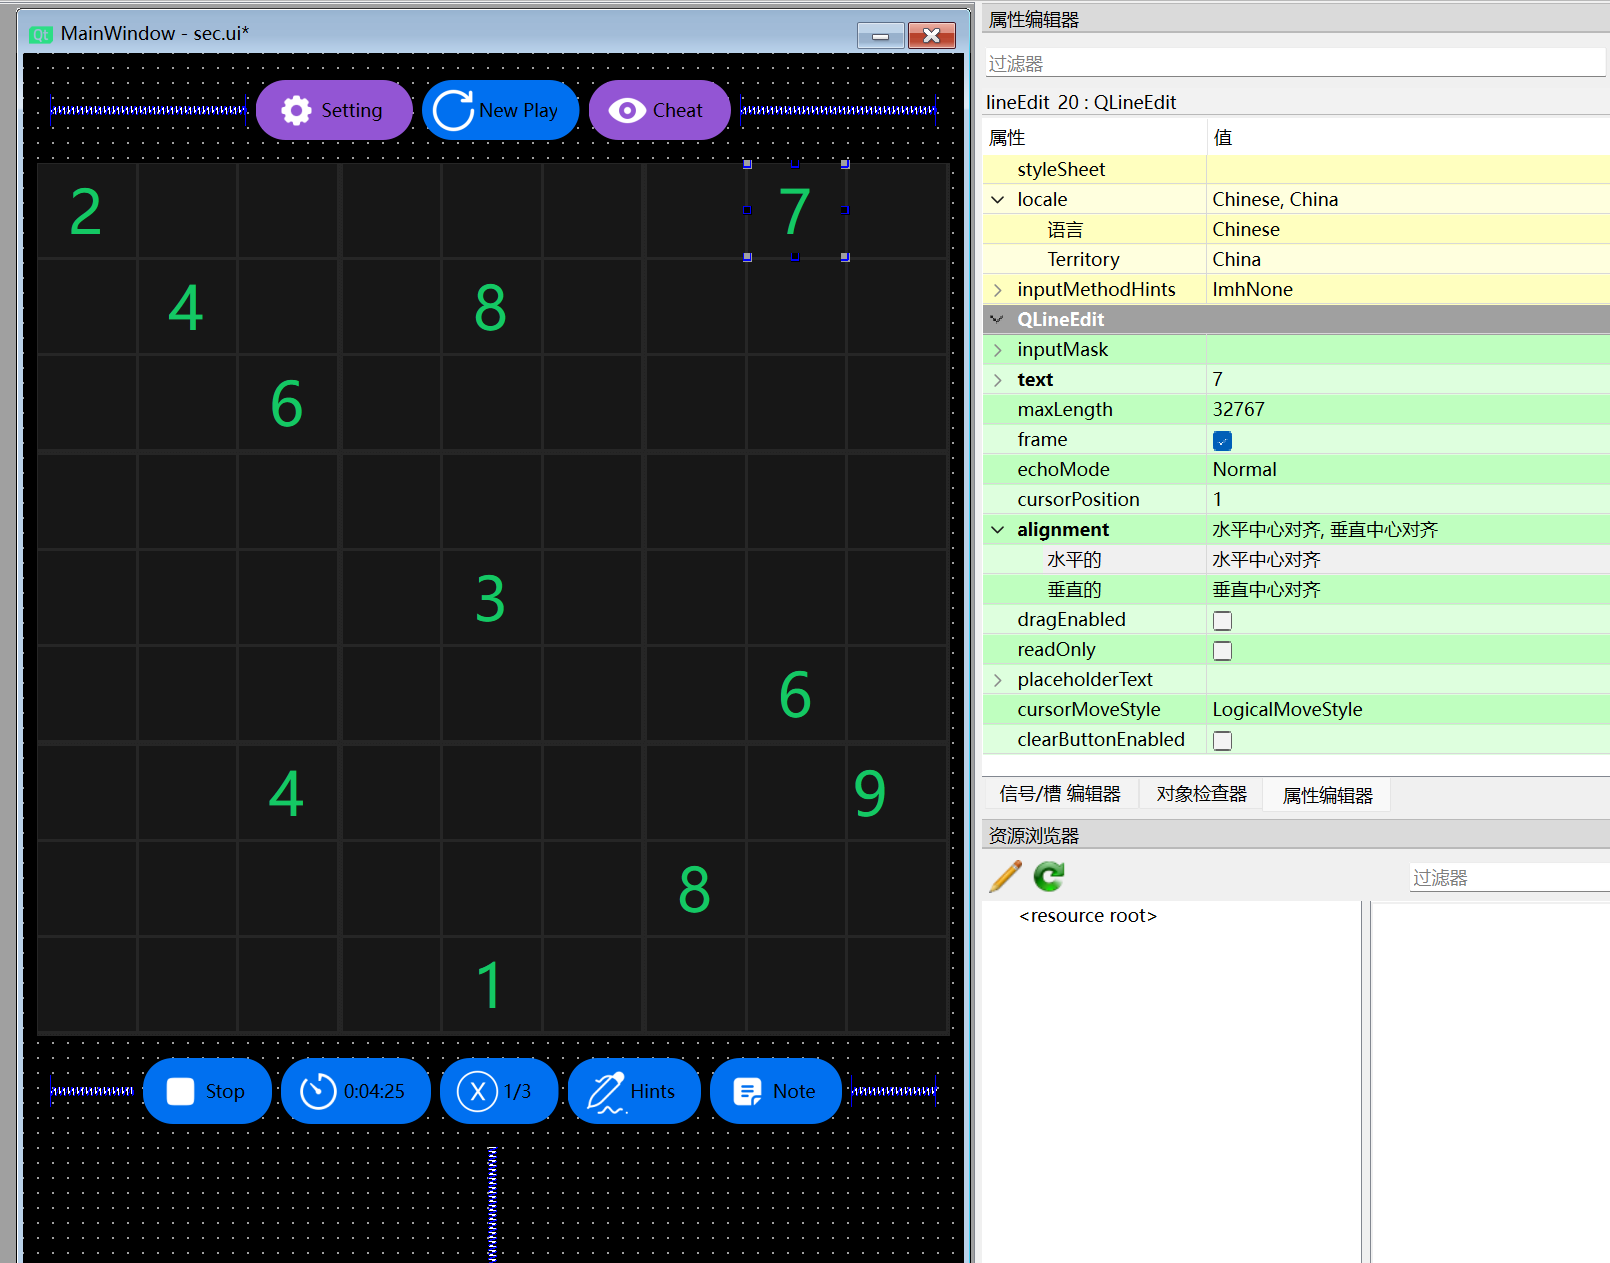 Qt MainWindow - sec.ui*
Setting
New Play
Cheat
2
7
4
8
6
3
6
4
9
8
1
Stop
0:04:25
X 1/3
Hints
Note
属性编辑器
过滤器
lineEdit_20 : QLineEdit
属性 值
styleSheet
locale Chinese, China
语言 Chinese
Territory China
inputMethodHints ImhNone
QLineEdit
inputMask
text 7
maxLength 32767
frame
echoMode Normal
cursorPosition 1
alignment 水平中心对齐, 垂直中心对齐
水平的 水平中心对齐
垂直的 垂直中心对齐
dragEnabled
readOnly
placeholderText
cursorMoveStyle LogicalMoveStyle
clearButtonEnabled
信号/槽 编辑器 对象检查器 属性编辑器
资源浏览器
过滤器
<resource root>